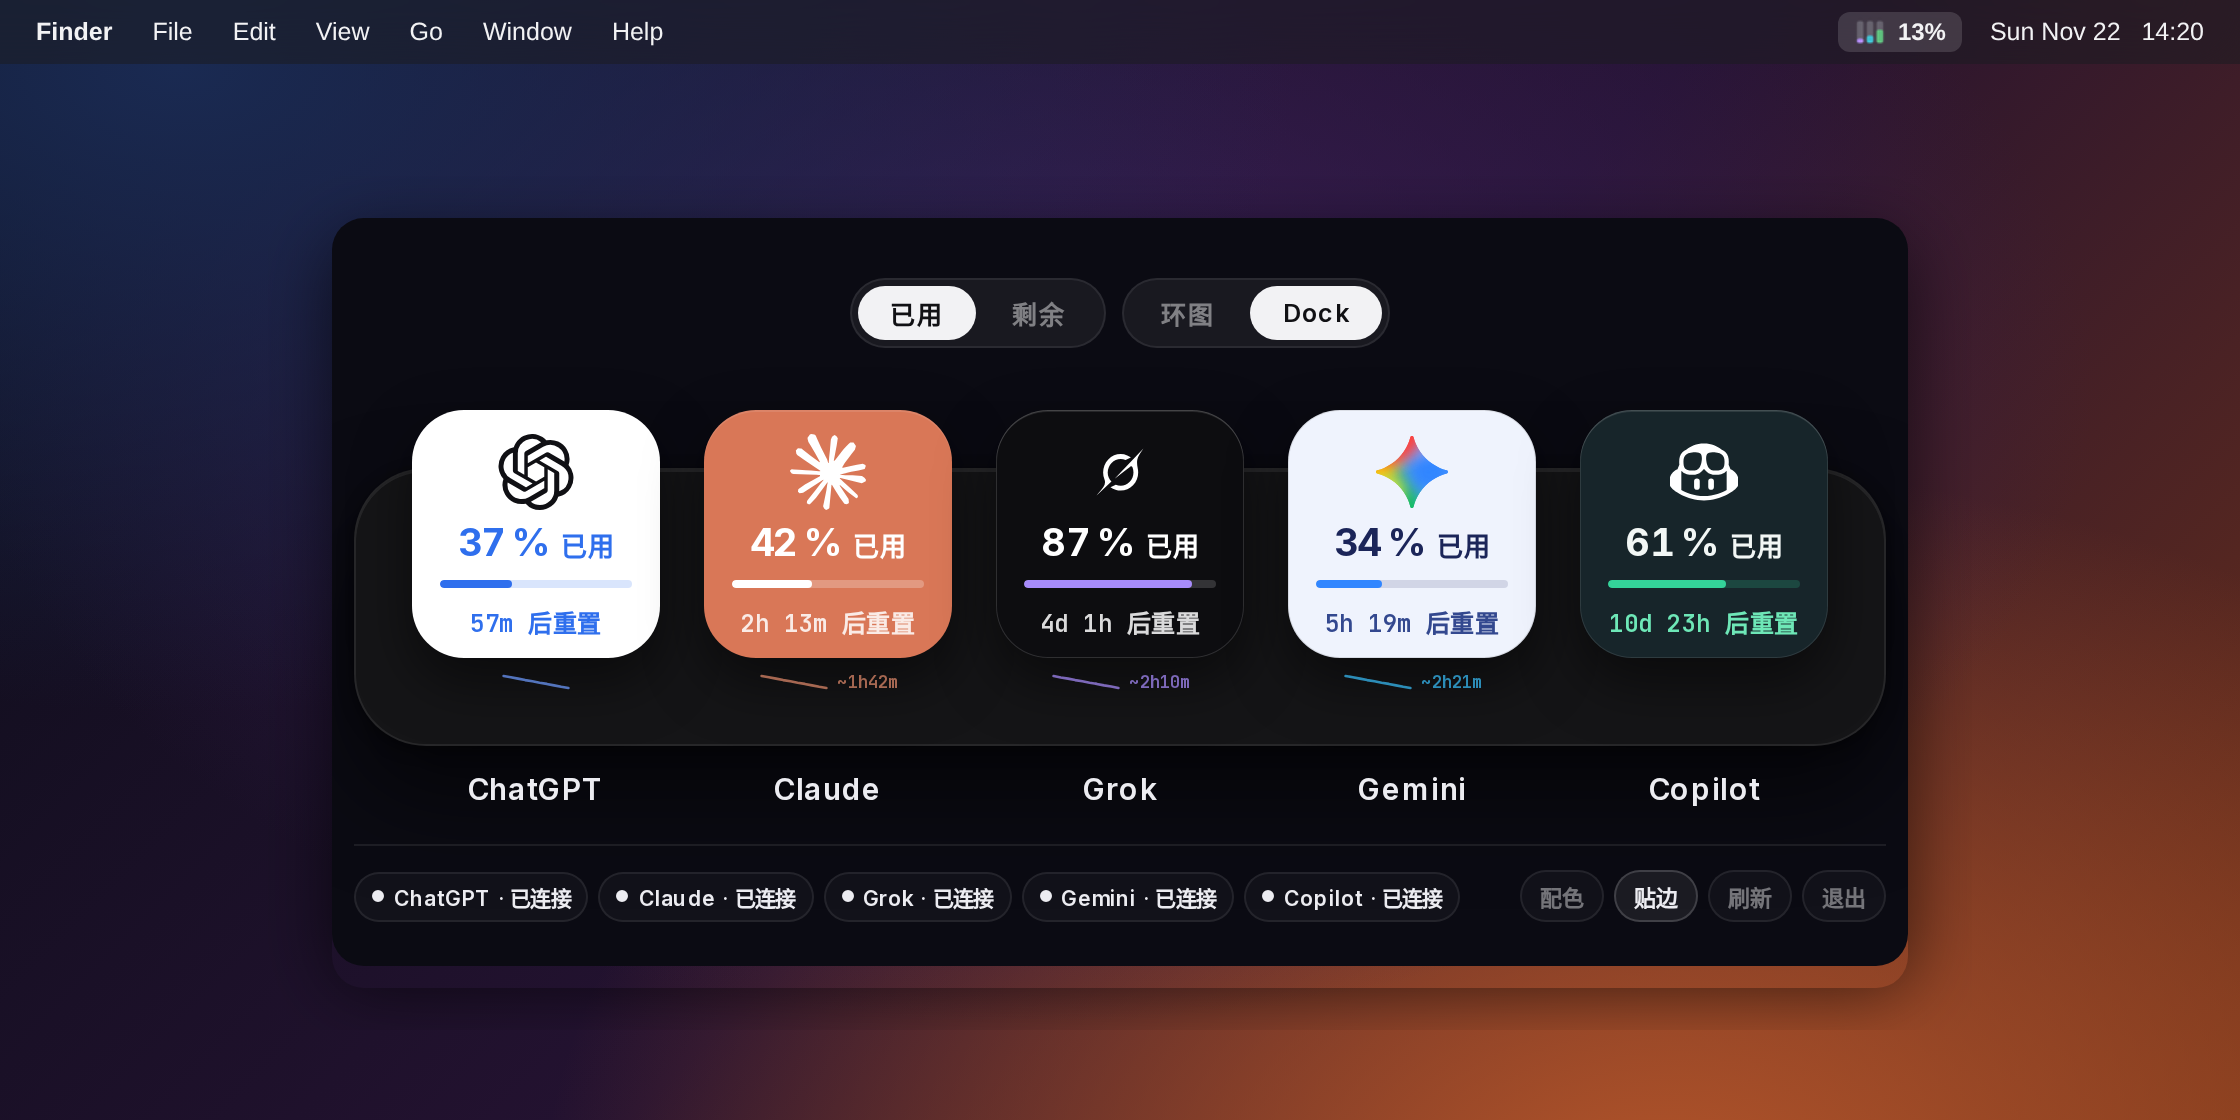 Finder File Edit View Go Window Help 13% Sun Nov 22 14:20
已用 剩余 环图 Dock
37 % 已用
57m 后重置
42 % 已用
2h 13m 后重置
~1h42m
87 % 已用
4d 1h 后重置
~2h10m
34 % 已用
5h 19m 后重置
~2h21m
61 % 已用
10d 23h 后重置
ChatGPT Claude Grok Gemini Copilot
ChatGPT · 已连接 Claude · 已连接 Grok · 已连接 Gemini · 已连接 Copilot · 已连接 配色 贴边 刷新 退出